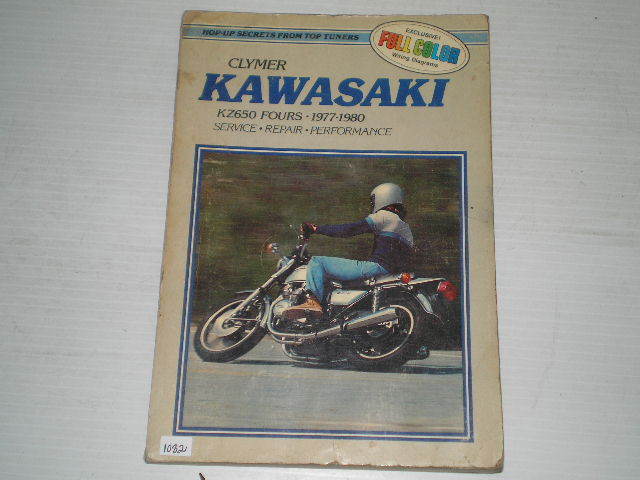 HOP-UP SECRETS FROM TOP TUNERS
EXCLUSIVE!
FULL COLOR
Wiring Diagrams
CLYMER
KAWASAKI
KZ650 FOURS • 1977-1980
SERVICE • REPAIR • PERFORMANCE
1082